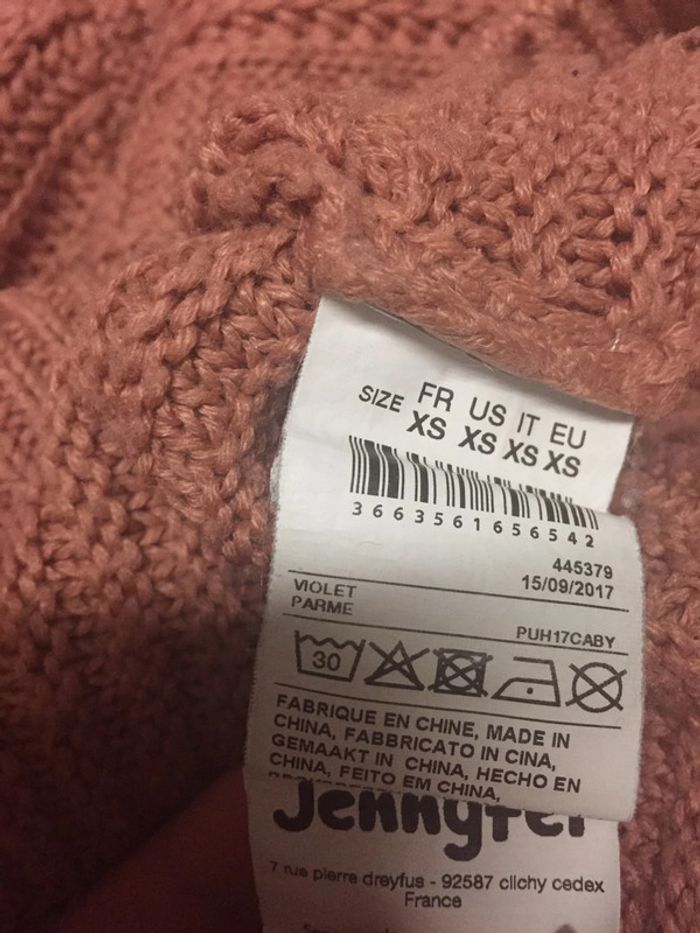 SIZE FR US IT EU
XS XS XS XS
3663561656542
445379
15/09/2017
VIOLET
PARME
PUH17CABY
30
FABRIQUE EN CHINE, MADE IN
CHINA, FABBRICATO IN CINA,
GEMAAKT IN CHINA, HECHO EN
CHINA, FEITO EM CHINA,
Jennyfer
7 rue pierre dreyfus - 92587 clichy cedex
France